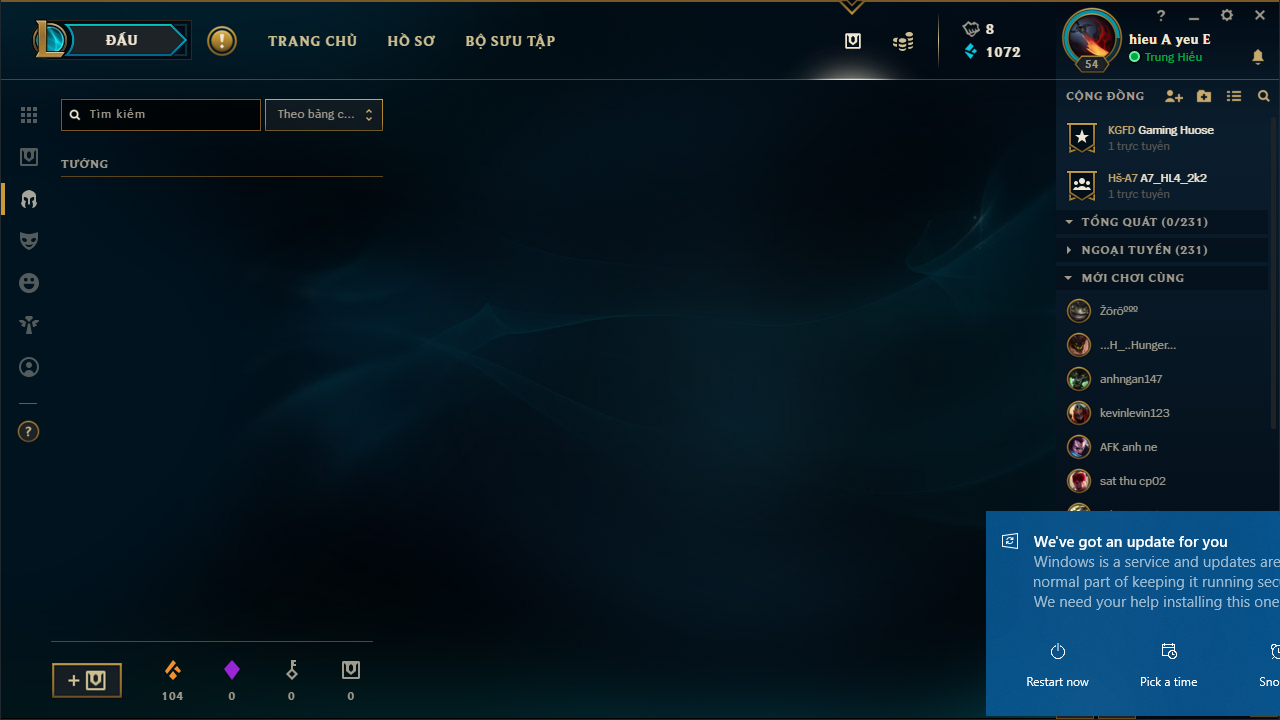 ĐẤU
TRANG CHỦ
HỒ SƠ
BỘ SƯU TẬP
8
1072
54
?
hieu A yeu E
Trung Hiếu
Tìm kiếm
Theo bảng c...
TƯỚNG
?
CỘNG ĐỒNG
KGFD Gaming Huose
1 trực tuyến
Hš-A7 A7_HL4_2k2
1 trực tuyến
TỔNG QUÁT (0/231)
NGOẠI TUYẾN (231)
MỚI CHƠI CÙNG
Žöröººº
...H_..Hunger...
anhngan147
kevinlevin123
AFK anh ne
sat thu cp02
We've got an update for you
Windows is a service and updates are
normal part of keeping it running sec
We need your help installing this one
Restart now
Pick a time
Sno
104
0
0
0